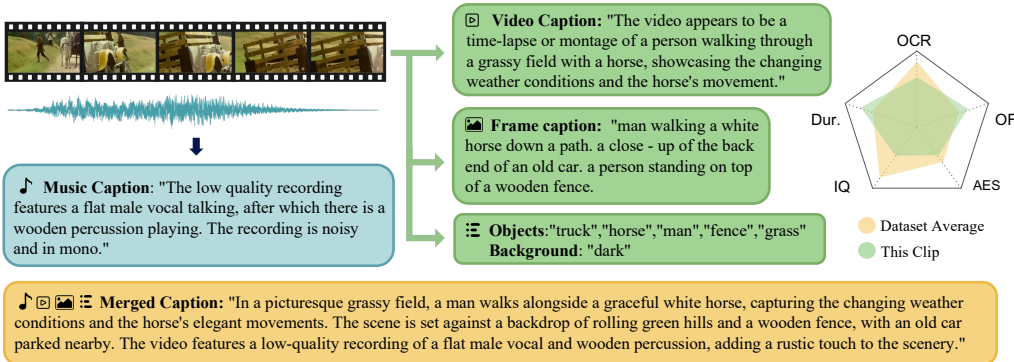 Video Caption: "The video appears to be a
time-lapse or montage of a person walking through
a grassy field with a horse, showcasing the changing
weather conditions and the horse's movement."
Frame caption: "man walking a white
horse down a path. a close - up of the back
end of an old car. a person standing on top
of a wooden fence.
Objects:"truck","horse","man","fence","grass"
Background: "dark"
Music Caption: "The low quality recording
features a flat male vocal talking, after which there is a
wooden percussion playing. The recording is noisy
and in mono."
OCR
Dur.
OF
IQ
AES
Dataset Average
This Clip
Merged Caption: "In a picturesque grassy field, a man walks alongside a graceful white horse, capturing the changing weather
conditions and the horse's elegant movements. The scene is set against a backdrop of rolling green hills and a wooden fence, with an old car
parked nearby. The video features a low-quality recording of a flat male vocal and wooden percussion, adding a rustic touch to the scenery."